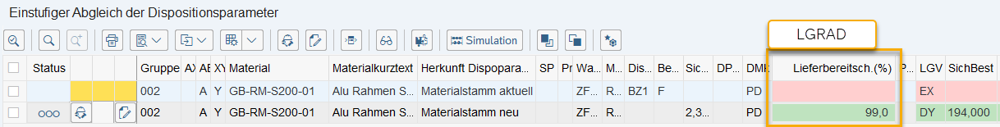 Einstufiger Abgleich der Dispositionsparameter
Simulation
LGRAD
Status Gruppe AX AE XY Material Materialkurztext Herkunft Dispopara... SP Pr Wa... M... Dis... Be... Sic... DP... DMk Lieferbereitsch.(%) P... LGV SichBest
002 A Y GB-RM-S200-01 Alu Rahmen S... Materialstamm aktuell ZF... R... BZ1 F PD EX
002 A Y GB-RM-S200-01 Alu Rahmen S... Materialstamm neu ZF... R... 2,3... PD 99,0 DY 194,000